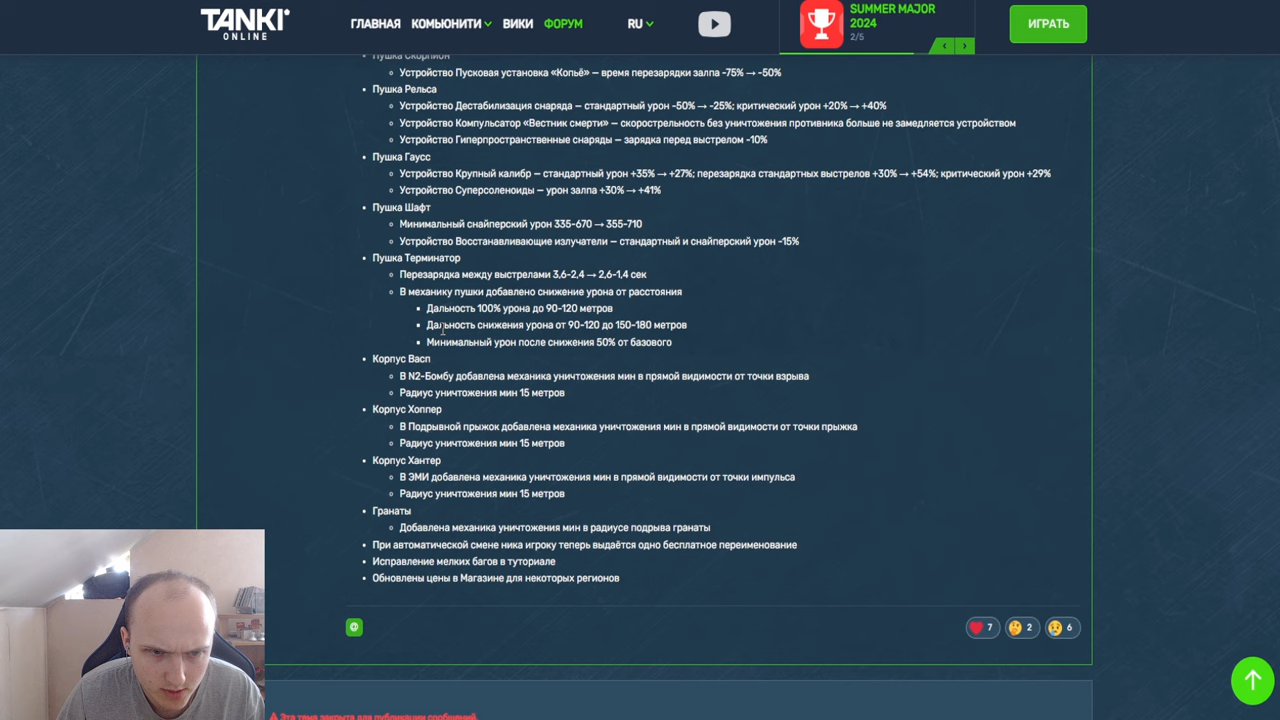 TANKI
ONLINE
ГЛАВНАЯ
КОМЬЮНИТИ
ВИКИ
ФОРУМ
RU
SUMMER MAJOR
2024
2/5
ИГРАТЬ
Пушка Скорпион
Устройство Пусковая установка «Копьё» — время перезарядки залпа -75% → -50%
Пушка Рельса
Устройство Дестабилизация снаряда — стандартный урон -50% → -25%; критический урон +20% → +40%
Устройство Компульсатор «Вестник смерти» — скорострельность без уничтожения противника больше не замедляется устройством
Устройство Гиперпространственные снаряды — зарядка перед выстрелом -10%
Пушка Гаусс
Устройство Крупный калибр — стандартный урон +35% → +27%; перезарядка стандартных выстрелов +30% → +54%; критический урон +29%
Устройство Суперсоленоиды — урон залпа +30% → +41%
Пушка Шафт
Минимальный снайперский урон 335-670 → 355-710
Устройство Восстанавливающие излучатели — стандартный и снайперский урон -15%
Пушка Терминатор
Перезарядка между выстрелами 3,6-2,4 → 2,6-1,4 сек
В механику пушки добавлено снижение урона от расстояния
Дальность 100% урона до 90-120 метров
Дальность снижения урона от 90-120 до 150-180 метров
Минимальный урон после снижения 50% от базового
Корпус Васп
В N2-Бомбу добавлена механика уничтожения мин в прямой видимости от точки взрыва
Радиус уничтожения мин 15 метров
Корпус Хоппер
В Подрывной прыжок добавлена механика уничтожения мин в прямой видимости от точки прыжка
Радиус уничтожения мин 15 метров
Корпус Хантер
В ЭМИ добавлена механика уничтожения мин в прямой видимости от точки импульса
Радиус уничтожения мин 15 метров
Гранаты
Добавлена механика уничтожения мин в радиусе подрыва гранаты
При автоматической смене ника игроку теперь выдаётся одно бесплатное переименование
Исправление мелких багов в туториале
Обновлены цены в Магазине для некоторых регионов
@
7
2
6
Эта тема закрыта для публикации сообщений.